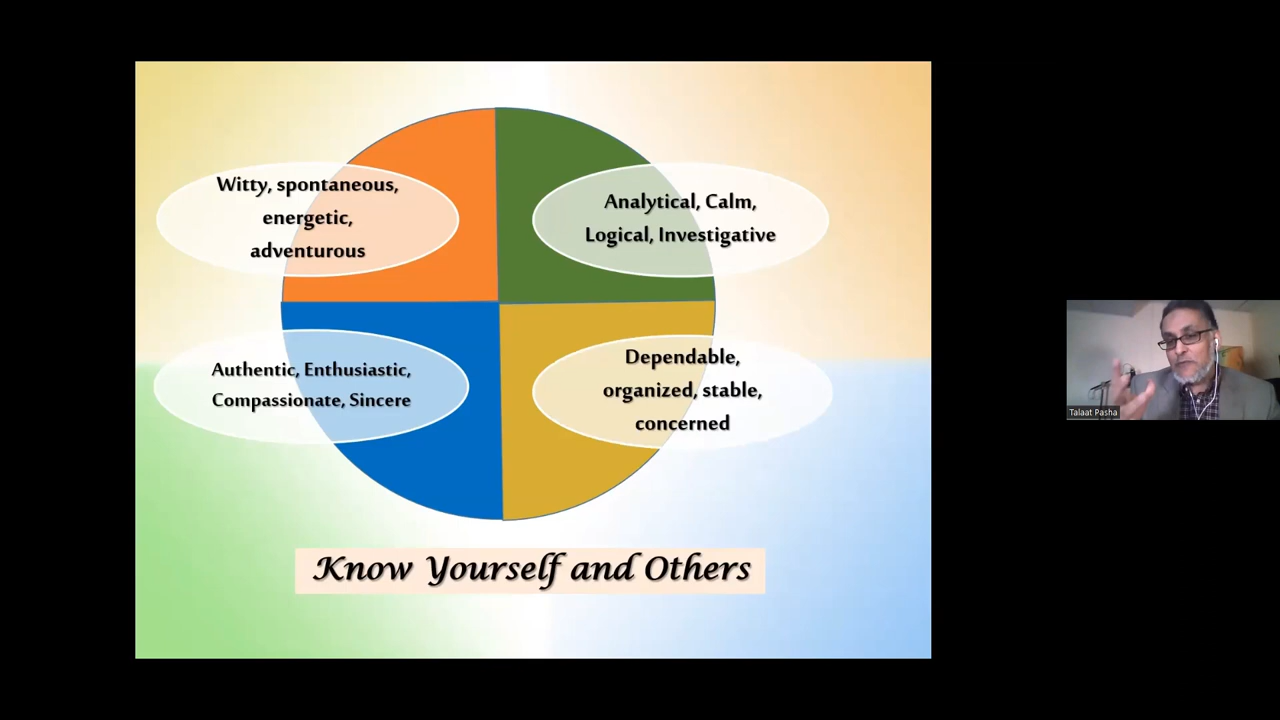 Witty, spontaneous,
energetic,
adventurous
Analytical, Calm,
Logical, Investigative
Authentic, Enthusiastic,
Compassionate, Sincere
Dependable,
organized, stable,
concerned
Know Yourself and Others
Talaat Pasha